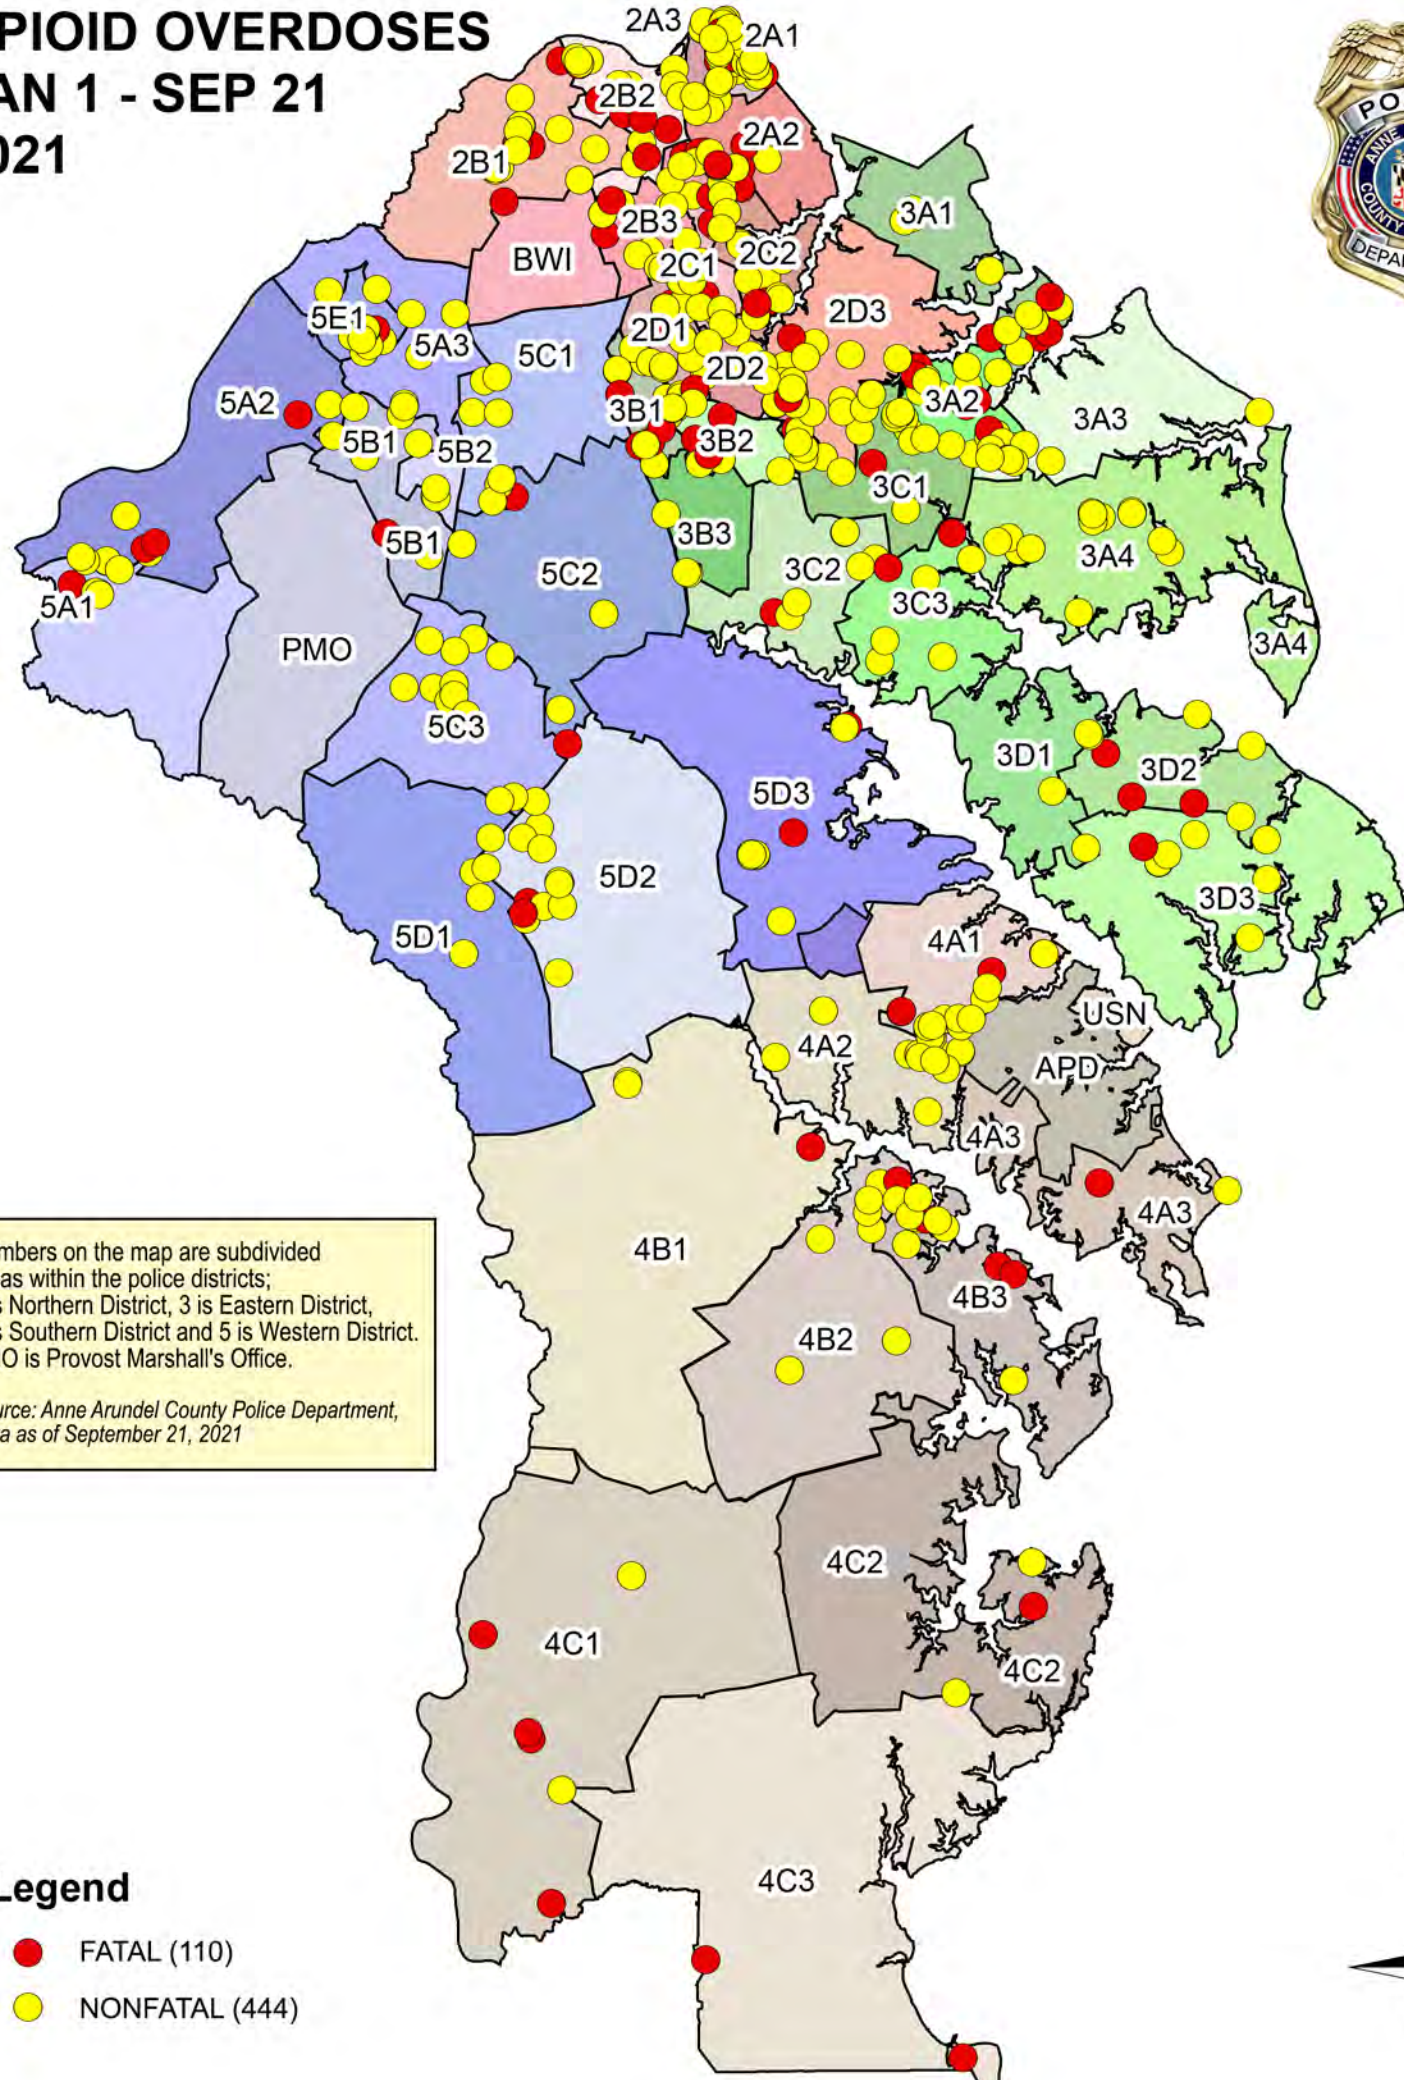 PIOID OVERDOSES
AN 1 - SEP 21
021
2A3
2A1
2B2
2A2
2B1
3A1
2B3
BWI
2C1
2C2
2D3
5E1
5A3
2D1
5C1
2D2
5A2
3B1
3A2
3A3
5B1
5B2
3B2
3C1
3B3
5B1
3A4
5C2
3C2
5A1
3C3
PMO
3A4
5C3
3D1
3D2
5D3
5D2
3D3
5D1
4A1
USN
4A2
APD
4A3
4A3
4B1
4B3
4B2
4C2
4C1
4C2
4C3
mbers on the map are subdivided
as within the police districts;
s Northern District, 3 is Eastern District,
s Southern District and 5 is Western District.
O is Provost Marshall's Office.
urce: Anne Arundel County Police Department,
a as of September 21, 2021
Legend
FATAL (110)
NONFATAL (444)
PO
ANNE
COUNTY
DEPA